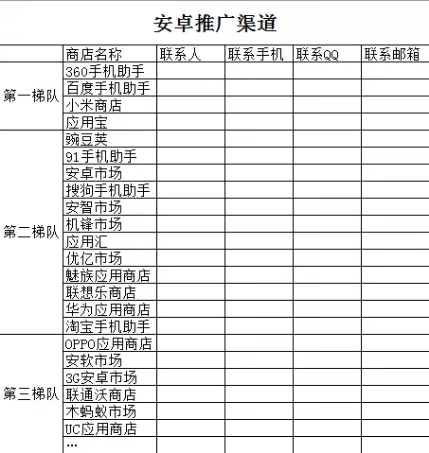 安卓推广渠道
商店名称 联系人 联系手机 联系QQ 联系邮箱
第一梯队
360手机助手
百度手机助手
小米商店
应用宝
第二梯队
豌豆荚
91手机助手
安卓市场
搜狗手机助手
安智市场
机锋市场
应用汇
优亿市场
魅族应用商店
联想乐商店
华为应用商店
淘宝手机助手
第三梯队
OPPO应用商店
安软市场
3G安卓市场
联通沃商店
木蚂蚁市场
UC应用商店
…